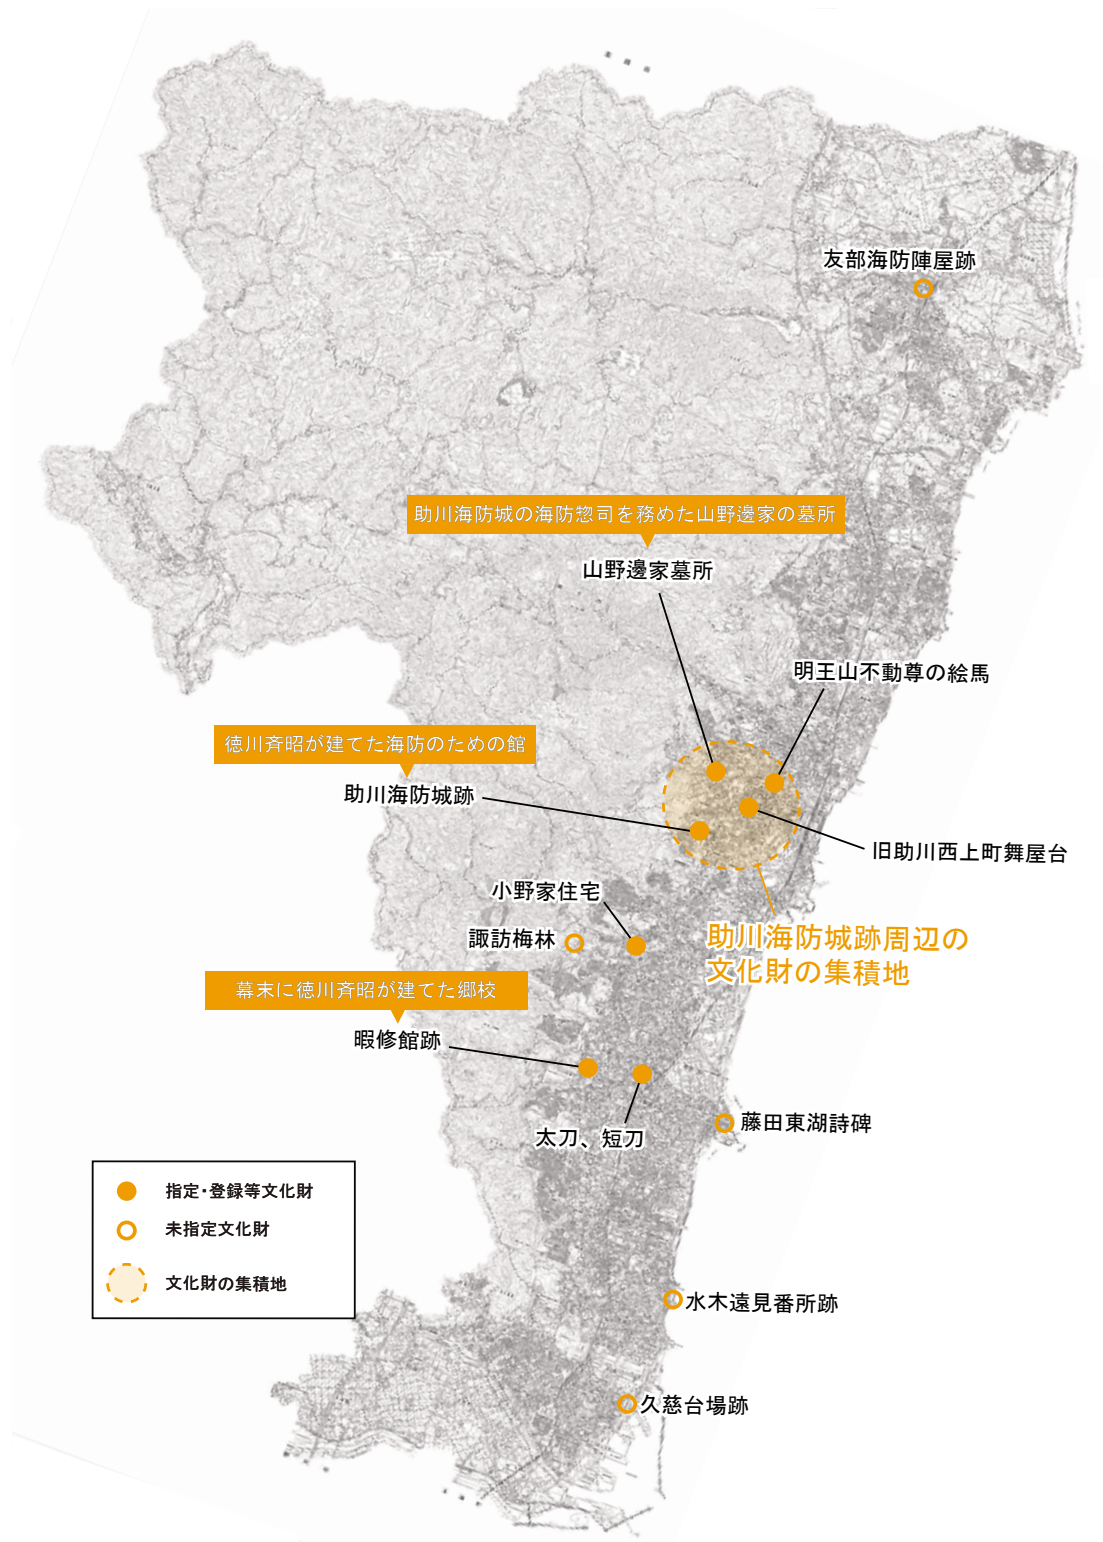 友部海防陣屋跡
助川海防城の海防惣司を務めた山野邊家の墓所
山野邊家墓所
明王山不動尊の絵馬
徳川斉昭が建てた海防のための館
助川海防城跡
旧助川西上町舞屋台
小野家住宅
諏訪梅林
助川海防城跡周辺の
文化財の集積地
幕末に徳川斉昭が建てた郷校
暇修館跡
藤田東湖詩碑
太刀、短刀
指定・登録等文化財
未指定文化財
文化財の集積地
水木遠見番所跡
久慈台場跡